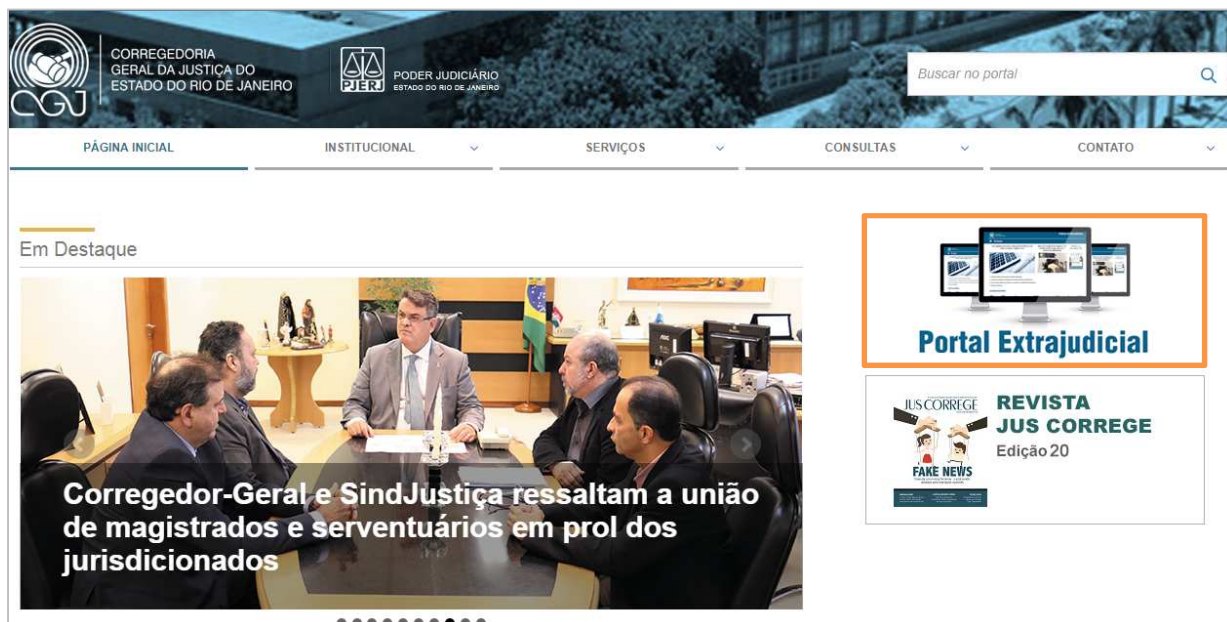 CORREGEDORIA
GERAL DA JUSTIÇA DO
ESTADO DO RIO DE JANEIRO
CGJ
PJERJ
PODER JUDICIÁRIO
ESTADO DO RIO DE JANEIRO
Buscar no portal
PÁGINA INICIAL
INSTITUCIONAL
SERVIÇOS
CONSULTAS
CONTATO
Em Destaque
Corregedor-Geral e SindJustiça ressaltam a união
de magistrados e serventuários em prol dos
jurisdicionados
Portal Extrajudicial
JUS CORREGE
FAKE NEWS
REVISTA
JUS CORREGE
Edição 20